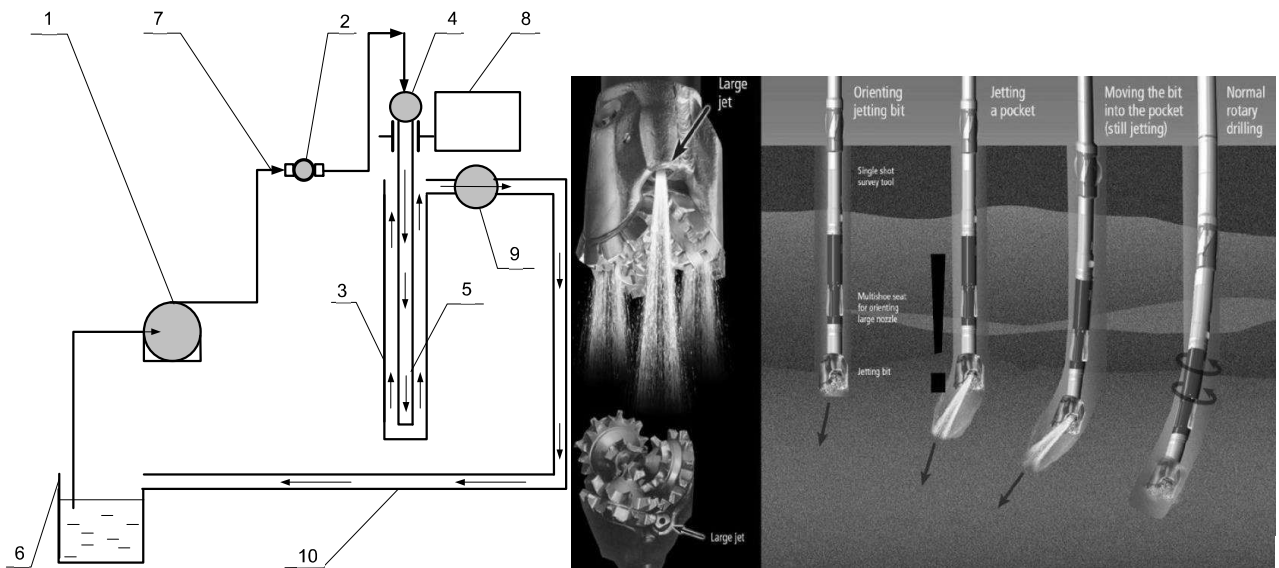 1
7
2
4
8
9
3
5
6
10
Large
jet
Large jet
Orienting
jetting bit
Jetting
a pocket
Moving the bit
into the pocket
(still jetting)
Normal
rotary
drilling
Single shot
survey tool
Multishoe seat
for orienting
large nozzle
Jetting bit